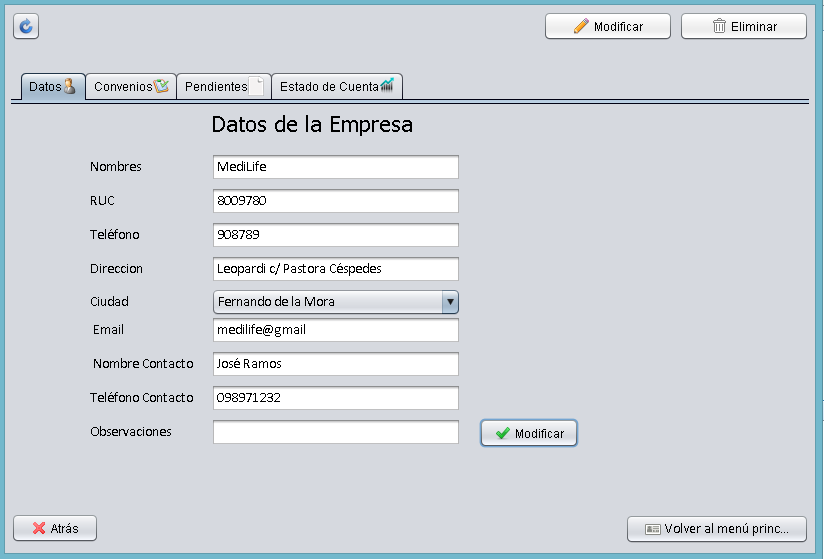 Modificar
Eliminar
Datos
Convenios
Pendientes
Estado de Cuenta
Datos de la Empresa
Nombres
MediLife
RUC
8009780
Teléfono
908789
Direccion
Leopardi c/ Pastora Céspedes
Ciudad
Fernando de la Mora
Email
medilife@gmail
Nombre Contacto
José Ramos
Teléfono Contacto
098971232
Observaciones
Modificar
Atrás
Volver al menú princ...